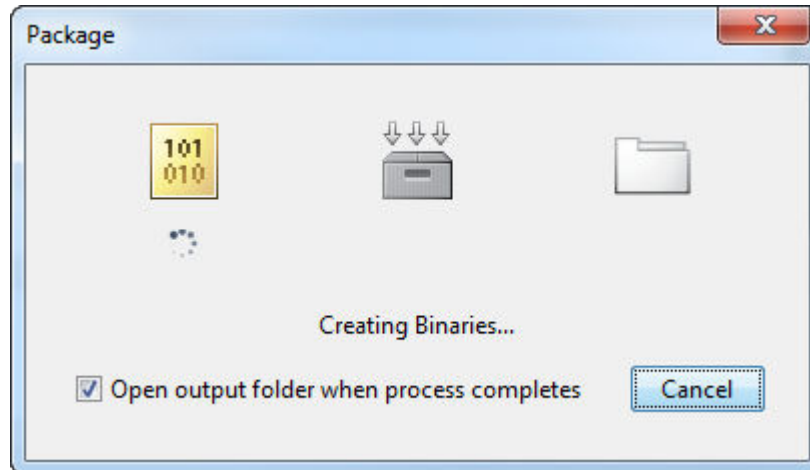 Package
101
010
Creating Binaries...
Open output folder when process completes
Cancel